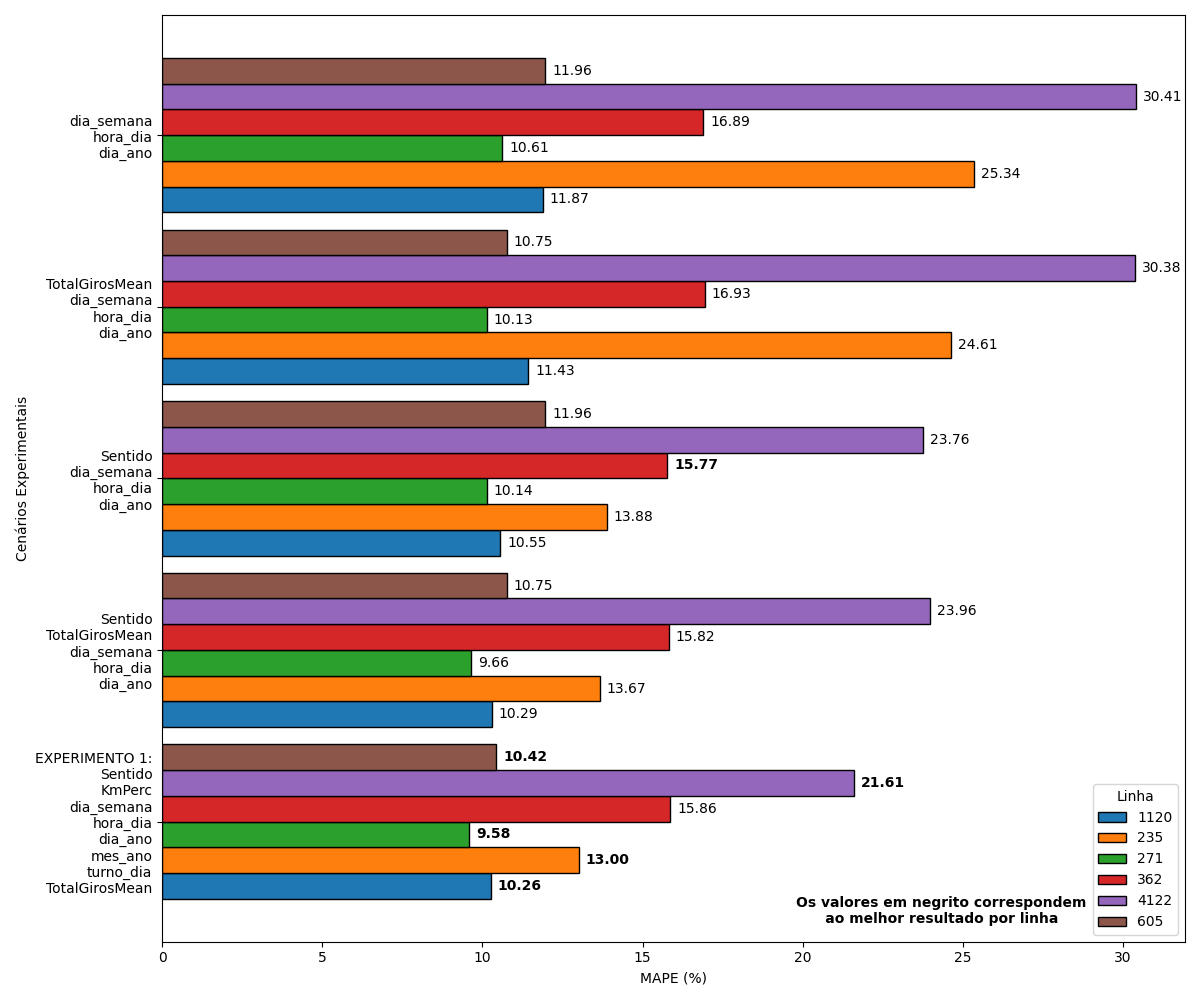 11.96
30.41
dia_semana
hora_dia
dia_ano
16.89
10.61
25.34
11.87
10.75
30.38
TotalGirosMean
dia_semana
hora_dia
dia_ano
16.93
10.13
24.61
11.43
11.96
23.76
Sentido
dia_semana
hora_dia
dia_ano
15.77
10.14
13.88
10.55
10.75
23.96
Sentido
TotalGirosMean
dia_semana
hora_dia
dia_ano
15.82
9.66
13.67
10.29
EXPERIMENTO 1:
Sentido
KmPerc
dia_semana
hora_dia
dia_ano
mes_ano
turno_dia
TotalGirosMean
10.42
21.61
15.86
9.58
13.00
10.26
Cenários Experimentais
Os valores em negrito correspondem
ao melhor resultado por linha
Linha
1120
235
271
362
4122
605
0 5 10 15 20 25 30
MAPE (%)